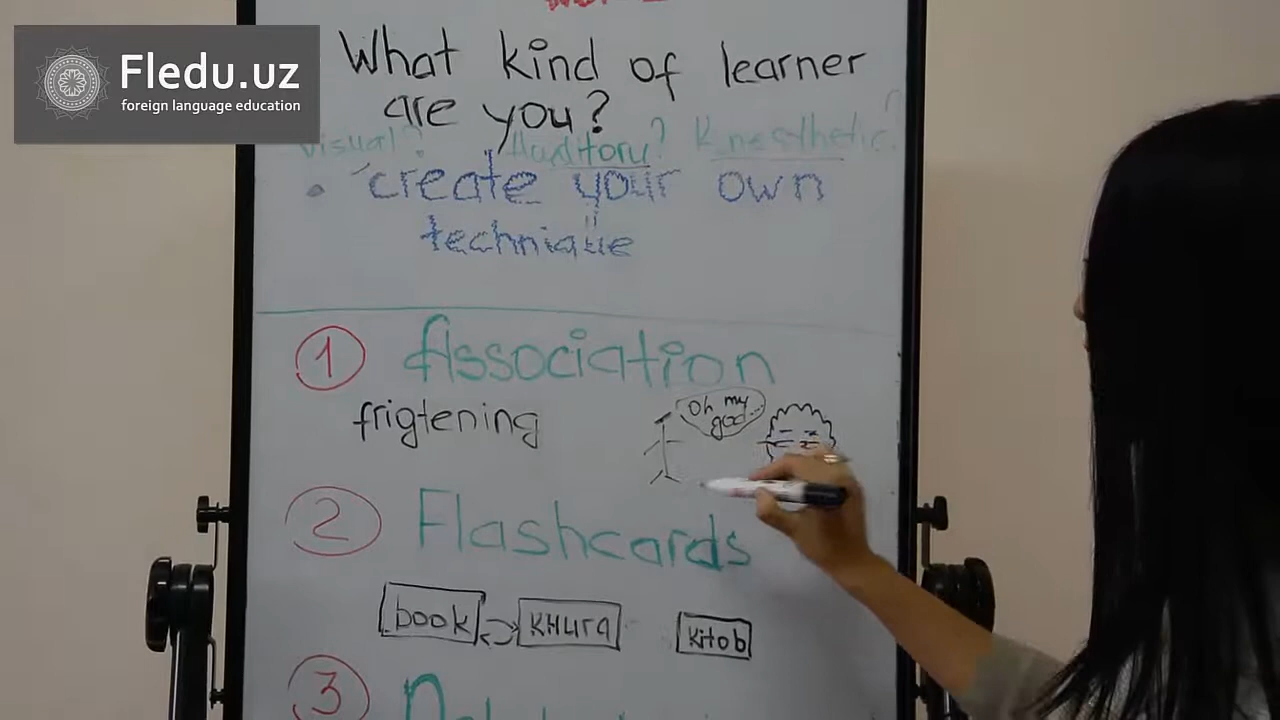 Fledu.uz
foreign language education
What kind of learner
are you?
visual? Auditory? Kinesthetic?
• create your own
technique
1 Association
frigtening
Oh my
god...
2 Flashcards
book книга kitob
3